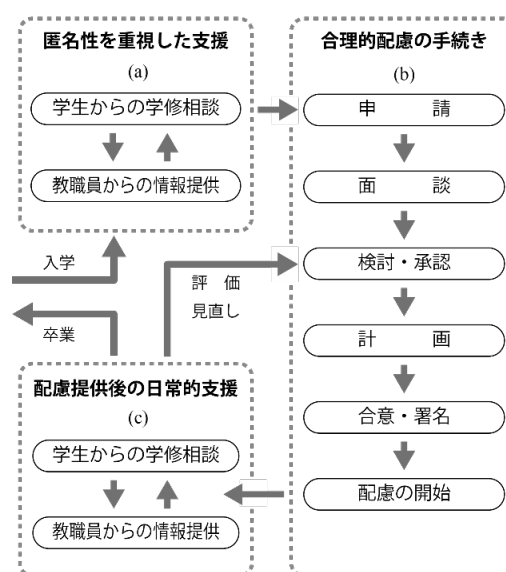 匿名性を重視した支援
(a)
学生からの学修相談
教職員からの情報提供
入学
卒業
評　価
見直し
配慮提供後の日常的支援
(c)
学生からの学修相談
教職員からの情報提供
合理的配慮の手続き
(b)
申　　請
面　　談
検討・承認
計　　画
合意・署名
配慮の開始